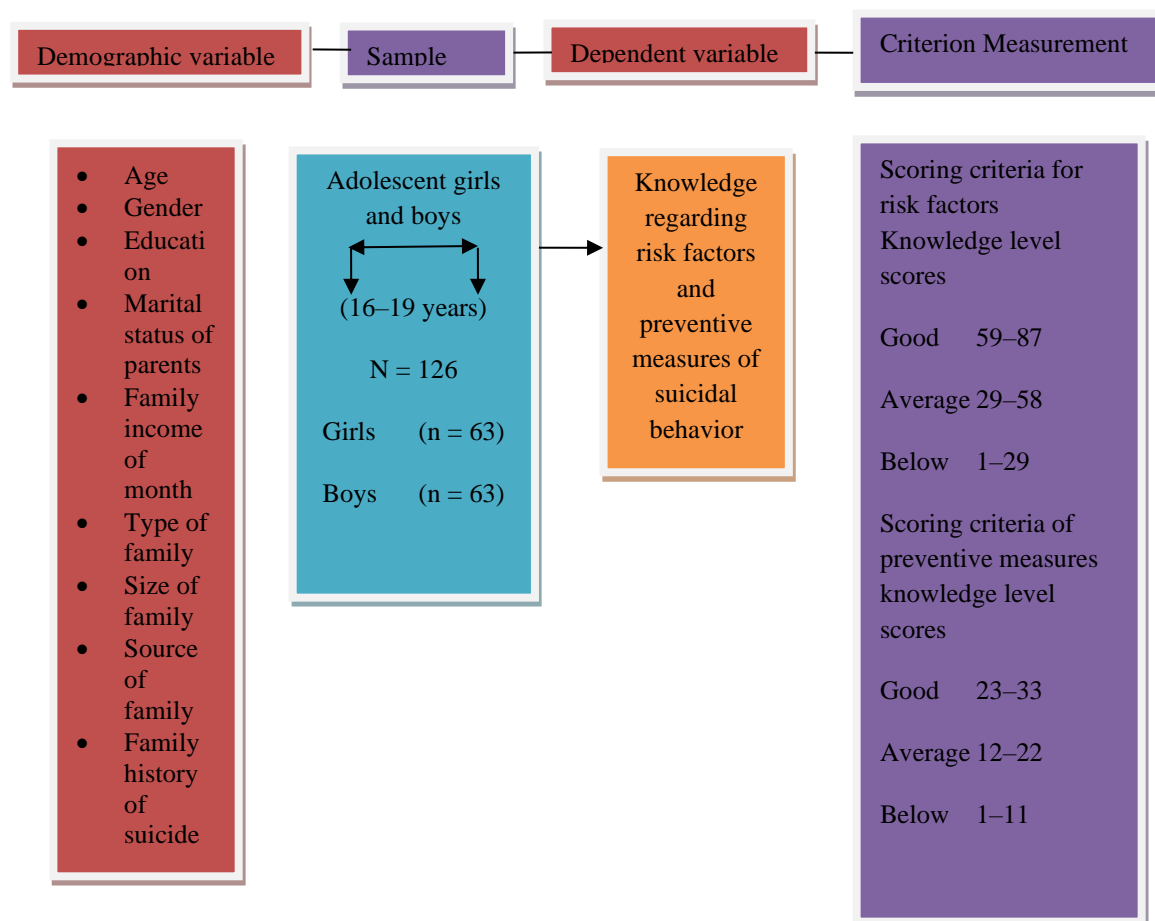 Demographic variable
Sample
Dependent variable
Criterion Measurement
• Age
• Gender
• Educati
on
• Marital
status of
parents
• Family
income
of
month
• Type of
family
• Size of
family
• Source
of
family
• Family
history
of
suicide
Adolescent girls
and boys
(16–19 years)
N = 126
Girls (n = 63)
Boys (n = 63)
Knowledge
regarding
risk factors
and
preventive
measures of
suicidal
behavior
Scoring criteria for
risk factors
Knowledge level
scores
Good 59–87
Average 29–58
Below 1–29
Scoring criteria of
preventive measures
knowledge level
scores
Good 23–33
Average 12–22
Below 1–11